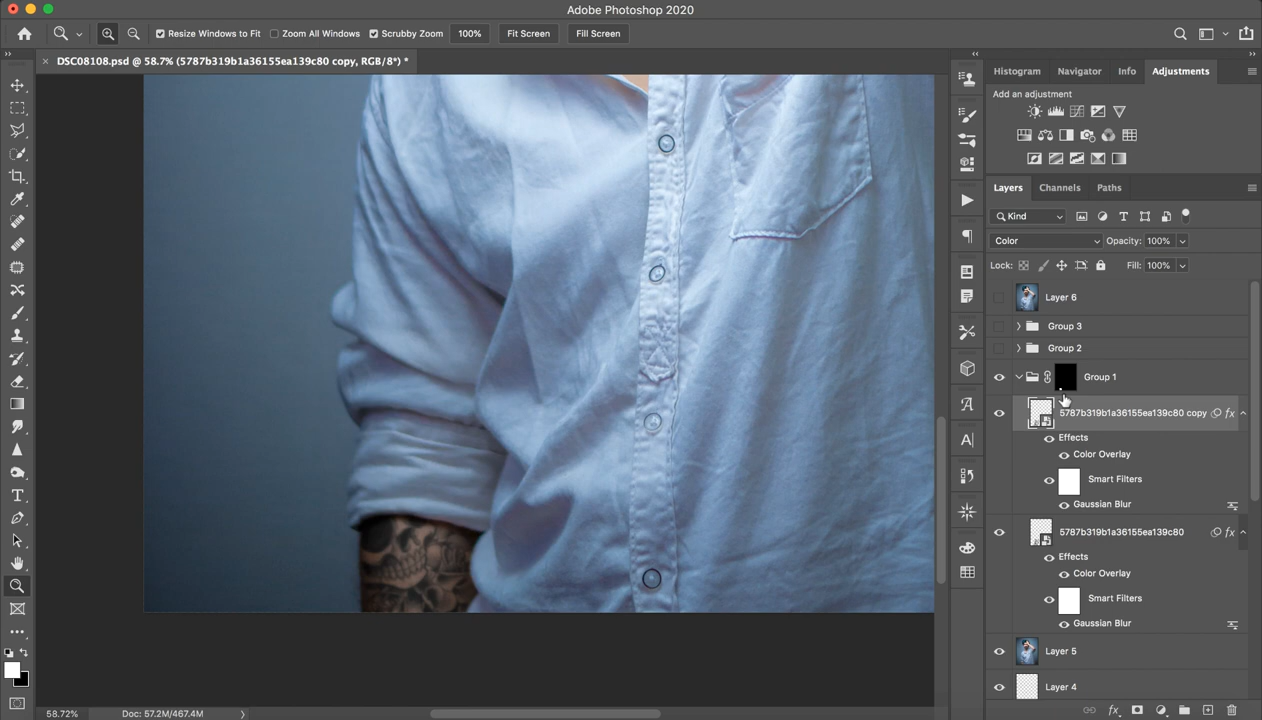 Adobe Photoshop 2020
Resize Windows to Fit Zoom All Windows Scrubby Zoom 100% Fit Screen Fill Screen
DSC08108.psd @ 58.7% (5787b319b1a36155ea139c80 copy, RGB/8*) *
Histogram Navigator Info Adjustments
Add an adjustment
Layers Channels Paths
Kind
Color Opacity: 100%
Lock: Fill: 100%
Layer 6
Group 3
Group 2
Group 1
5787b319b1a36155ea139c80 copy fx
Effects
Color Overlay
Smart Filters
Gaussian Blur
5787b319b1a36155ea139c80 fx
Effects
Color Overlay
Smart Filters
Gaussian Blur
Layer 5
Layer 4
58.72% Doc: 57.2M/467.4M
fx